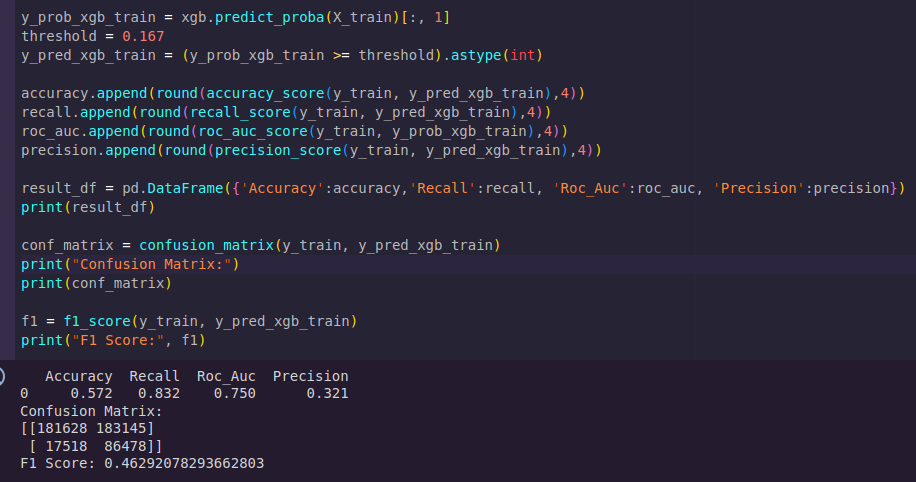 y_prob_xgb_train = xgb.predict_proba(X_train)[:, 1]
threshold = 0.167
y_pred_xgb_train = (y_prob_xgb_train >= threshold).astype(int)
accuracy.append(round(accuracy_score(y_train, y_pred_xgb_train),4))
recall.append(round(recall_score(y_train, y_pred_xgb_train),4))
roc_auc.append(round(roc_auc_score(y_train, y_prob_xgb_train),4))
precision.append(round(precision_score(y_train, y_pred_xgb_train),4))
result_df = pd.DataFrame({'Accuracy':accuracy,'Recall':recall, 'Roc_Auc':roc_auc, 'Precision':precision})
print(result_df)
conf_matrix = confusion_matrix(y_train, y_pred_xgb_train)
print("Confusion Matrix:")
print(conf_matrix)
f1 = f1_score(y_train, y_pred_xgb_train)
print("F1 Score:", f1)
Accuracy Recall Roc_Auc Precision
0 0.572 0.832 0.750 0.321
Confusion Matrix:
[[181628 183145]
[ 17518 86478]]
F1 Score: 0.46292078293662803